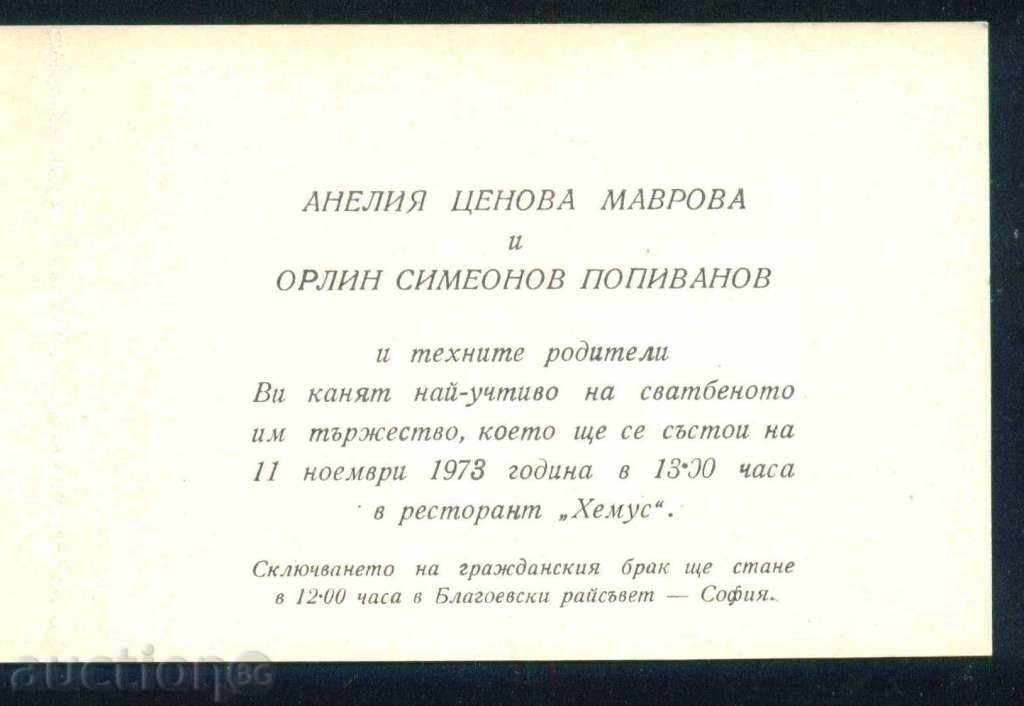 АНЕЛИЯ ЦЕНОВА МАВРОВА
и
ОРЛИН СИМЕОНОВ ПОПИВАНОВ
и техните родители
Ви канят най-учтиво на сватбеното
им тържество, което ще се състои на
11 ноември 1973 година в 13·00 часа
в ресторант „Хемус“.
Сключването на гражданския брак ще стане
в 12·00 часа в Благоевски райсъвет — София.
auction.BG